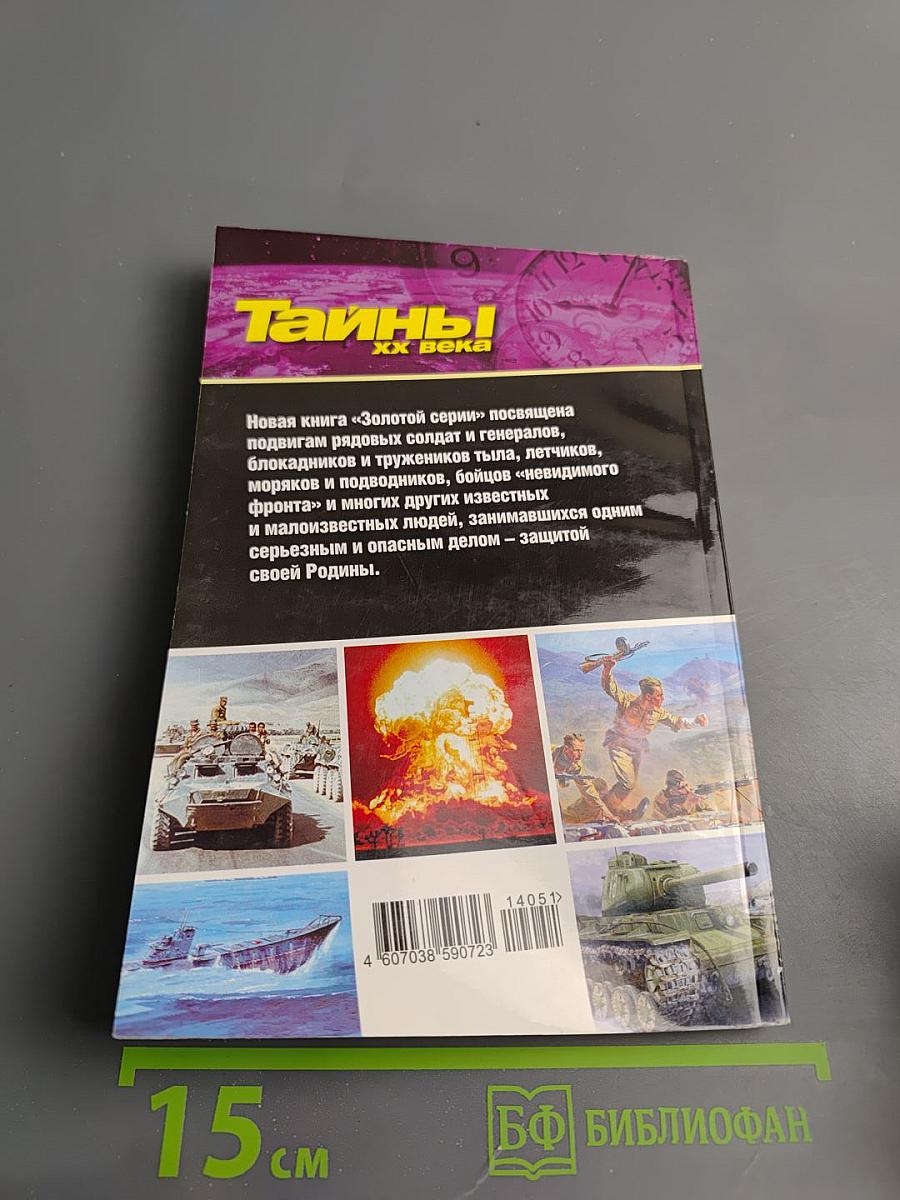 Тайны
XX века
Новая книга «Золотой серии» посвящена
подвигам рядовых солдат и генералов,
блокадников и тружеников тыла, летчиков,
моряков и подводников, бойцов «невидимого
фронта» и многих других известных
и малоизвестных людей, занимавшихся одним
серьезным и опасным делом – защитой
своей Родины.
14051>
4 607038 590723
15 см
БФ БИБЛИОФАН